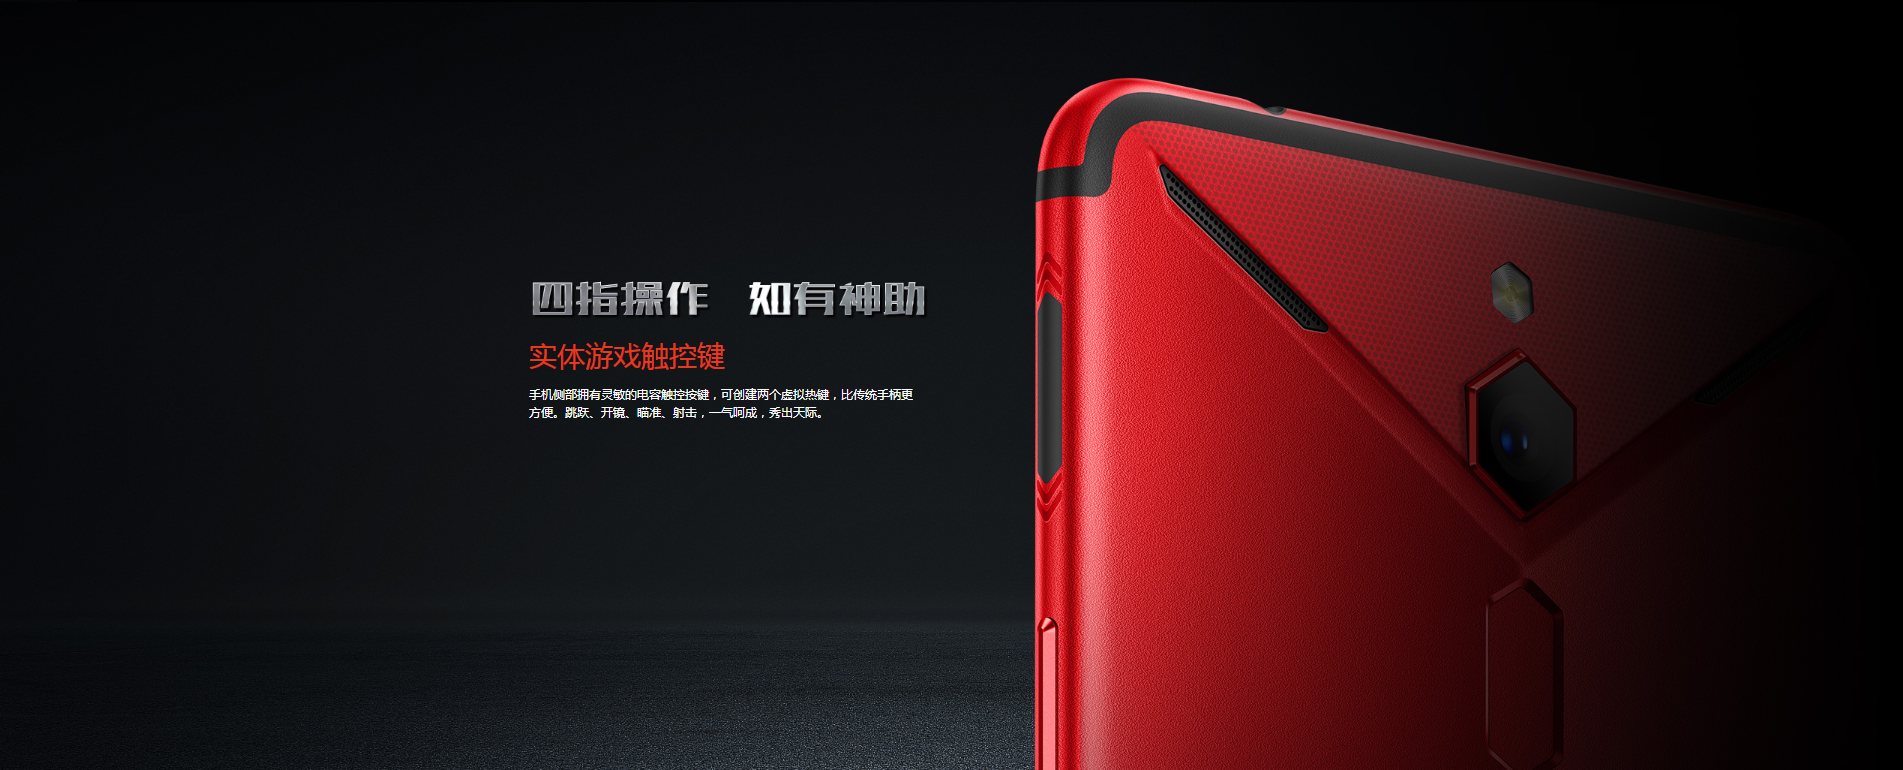 四指操作 如有神助
实体游戏触控键
手机侧部拥有灵敏的电容触控按键，可创建两个虚拟热键，比传统手柄更
方便。跳跃、开镜、瞄准、射击，一气呵成，秀出天际。